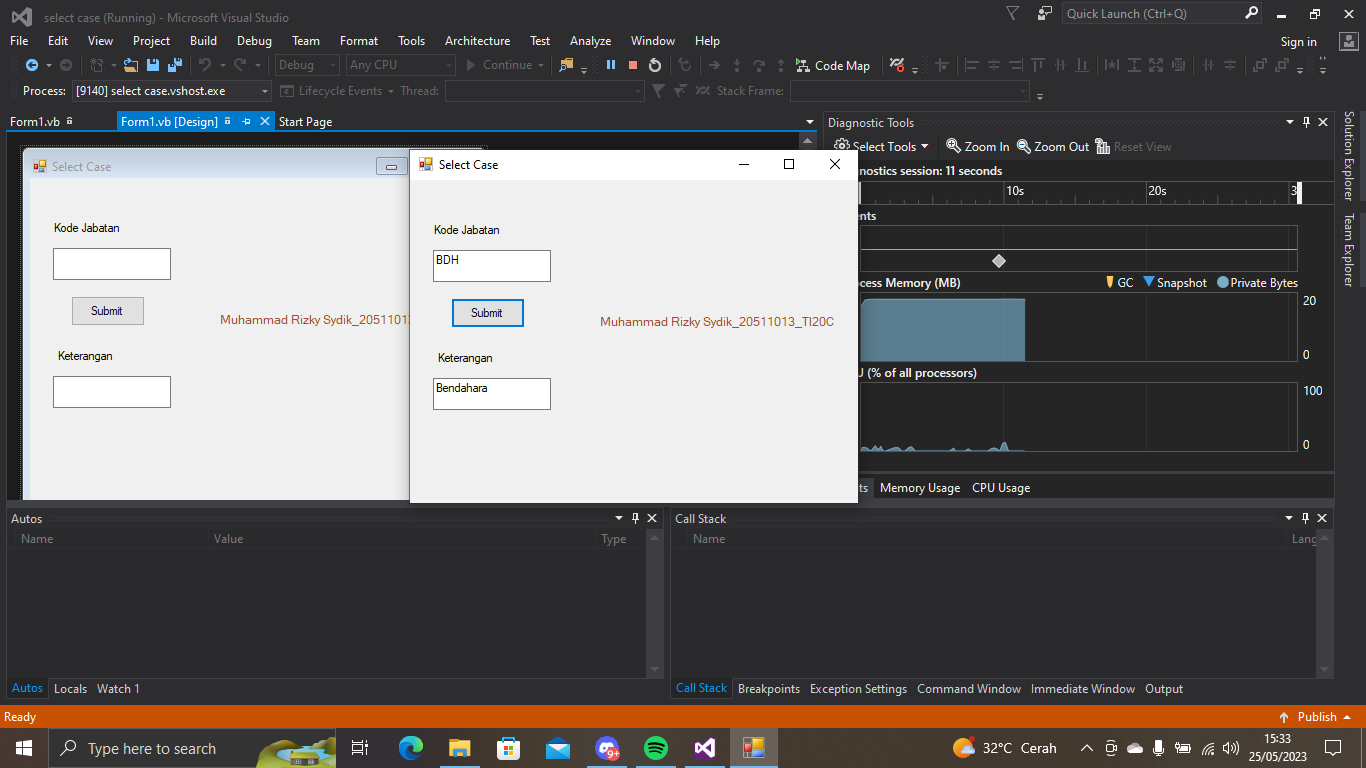 select case (Running) - Microsoft Visual Studio
Quick Launch (Ctrl+Q)
File Edit View Project Build Debug Team Format Tools Architecture Test Analyze Window Help
Sign in
Debug Any CPU Continue Code Map
Process: [9140] select case.vshost.exe Lifecycle Events Thread: Stack Frame:
Form1.vb Form1.vb [Design] Start Page
Select Case
Kode Jabatan
Submit
Muhammad Rizky Sydik_20511013
Keterangan
Select Case
Kode Jabatan
BDH
Submit
Muhammad Rizky Sydik_20511013_TI20C
Keterangan
Bendahara
Diagnostic Tools
Select Tools Zoom In Zoom Out Reset View
nostics session: 11 seconds
10s 20s 3
ents
cess Memory (MB) GC Snapshot Private Bytes
20
0
U (% of all processors)
100
0
ts Memory Usage CPU Usage
Solution Explorer
Team Explorer
Autos
Name Value Type
Autos Locals Watch 1
Call Stack
Name Lang
Call Stack Breakpoints Exception Settings Command Window Immediate Window Output
Ready
Publish
Type here to search
9+
32°C Cerah
15:33
25/05/2023